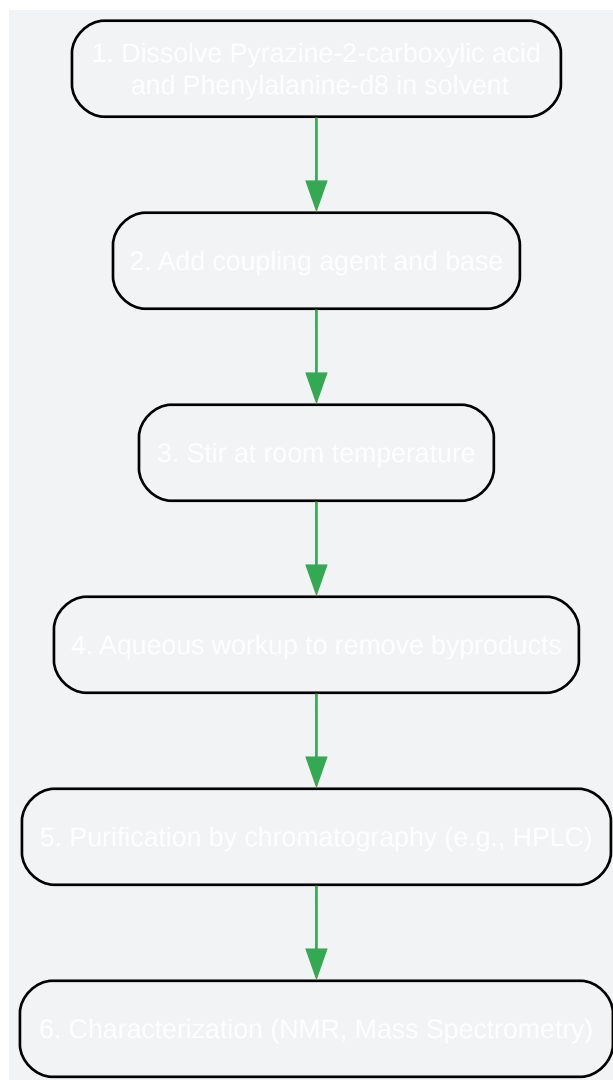 1. Dissolve Pyrazine-2-carboxylic acid
and Phenylalanine-d8 in solvent
2. Add coupling agent and base
3. Stir at room temperature
4. Aqueous workup to remove byproducts
5. Purification by chromatography (e.g., HPLC)
6. Characterization (NMR, Mass Spectrometry)